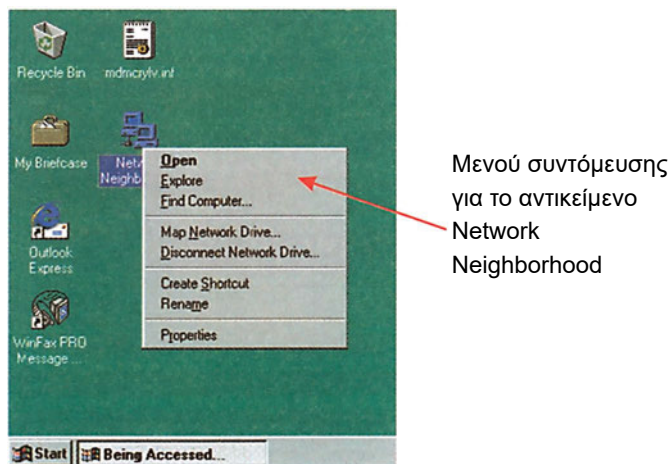 Recycle Bin
mdmcrylv.inf
My Briefcase
Netw
Neighb
Open
Explore
Find Computer...
Map Network Drive...
Disconnect Network Drive...
Create Shortcut
Rename
Properties
Outlook
Express
WinFax PRO
Message ...
Start
Being Accessed...
Μενού συντόμευσης
για το αντικείμενο
Network
Neighborhood